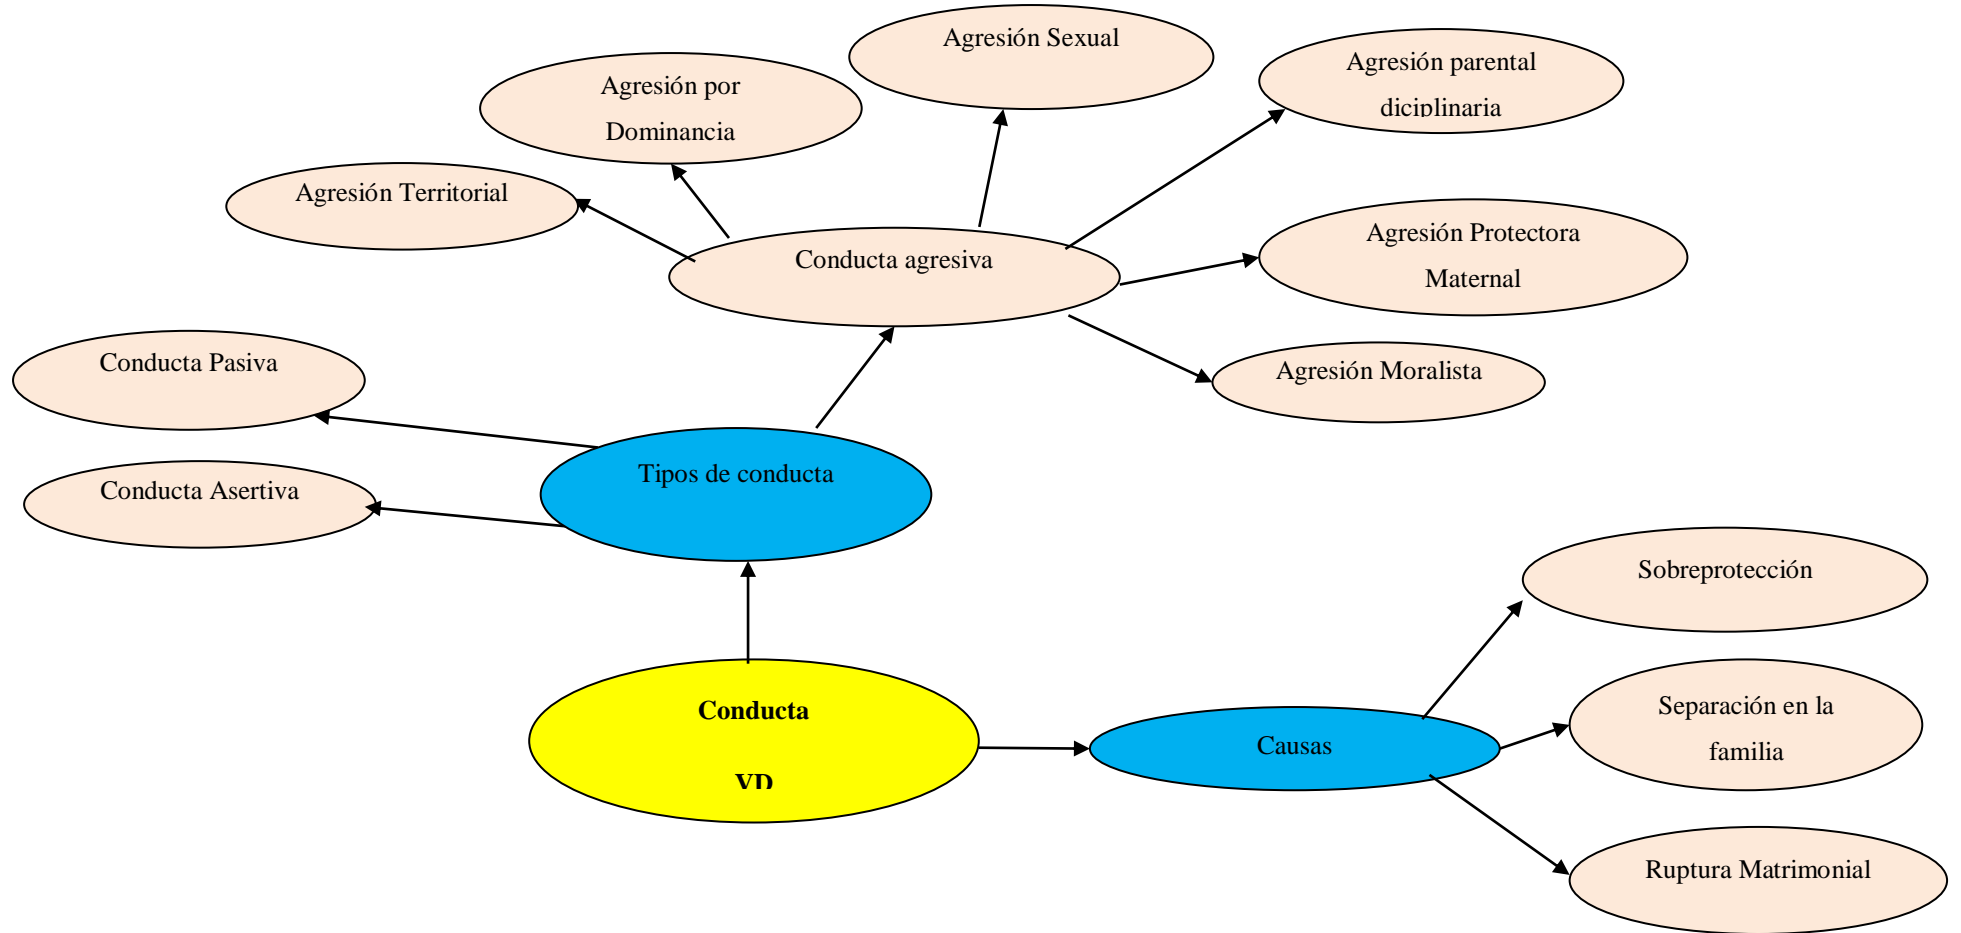 Agresión Sexual
Agresión parental
diciplinaria
Agresión por
Dominancia
Agresión Territorial
Agresión Protectora
Maternal
Conducta agresiva
Conducta Pasiva
Agresión Moralista
Tipos de conducta
Conducta Asertiva
Sobreprotección
Conducta
VD
Separación en la
familia
Causas
Ruptura Matrimonial